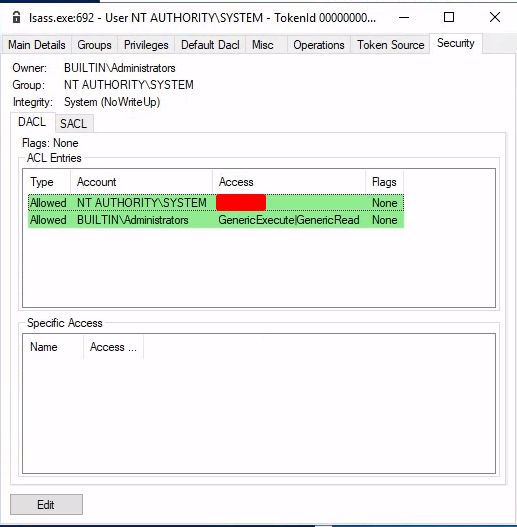 lsass.exe:692 - User NT AUTHORITY\SYSTEM - TokenId 00000000...
Main Details Groups Privileges Default Dacl Misc Operations Token Source Security
Owner: BUILTIN\Administrators
Group: NT AUTHORITY\SYSTEM
Integrity: System (NoWriteUp)
DACL SACL
Flags: None
ACL Entries
Type Account Access Flags
Allowed NT AUTHORITY\SYSTEM None
Allowed BUILTIN\Administrators GenericExecute|GenericRead None
Specific Access
Name Access ...
Edit